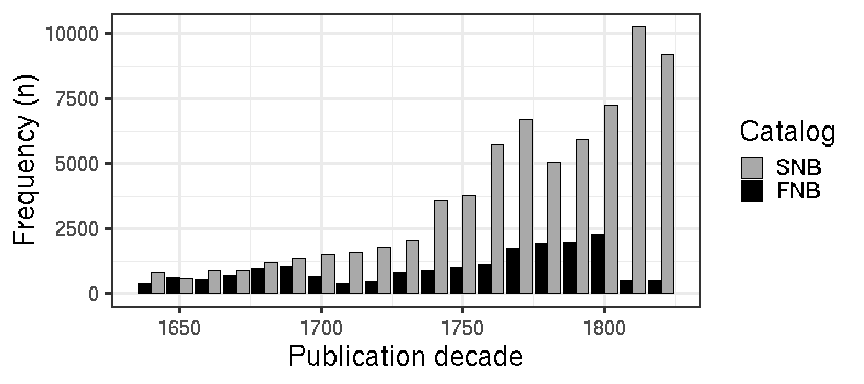 Frequency (n)
10000
7500
5000
2500
0
1650
1700
1750
1800
Publication decade
Catalog
SNB
FNB